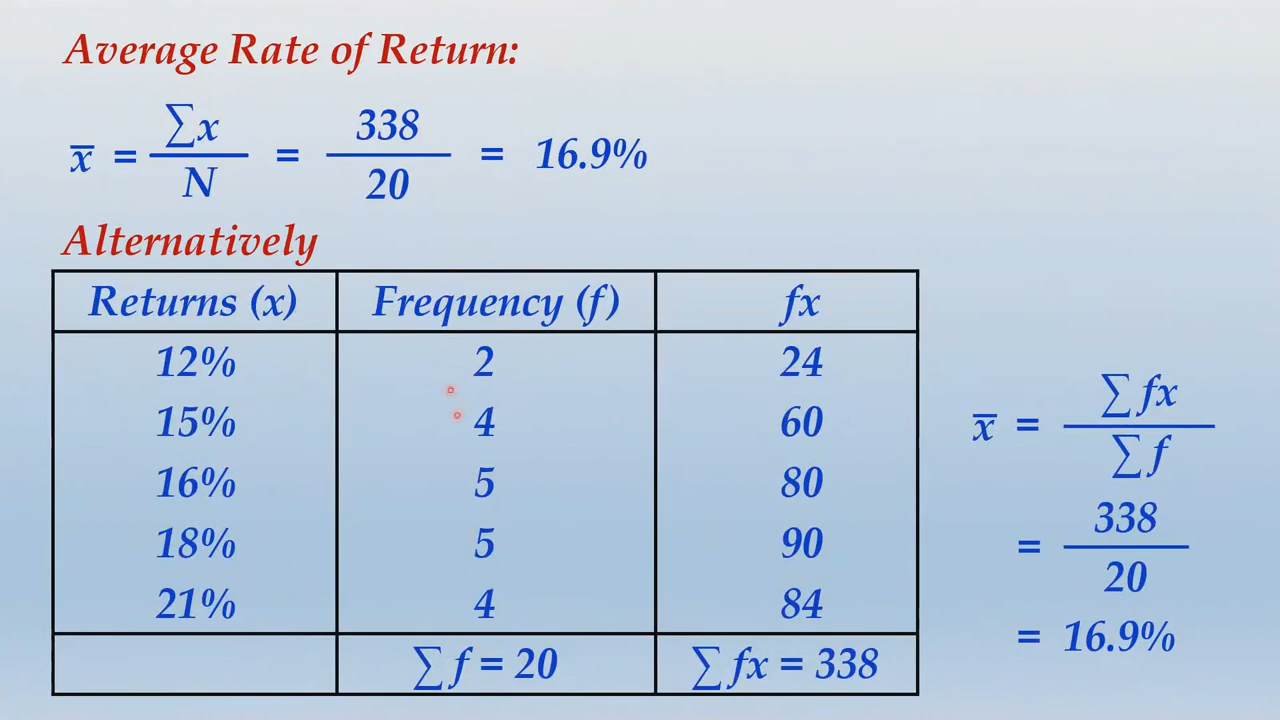 Average Rate of Return:
x̅ = ∑x / N = 338 / 20 = 16.9%
Alternatively
Returns (x) Frequency (f) fx
12% 2 24
15% 4 60
16% 5 80
18% 5 90
21% 4 84
∑ f = 20 ∑ fx = 338
x̅ = ∑ fx / ∑ f
= 338 / 20
= 16.9%